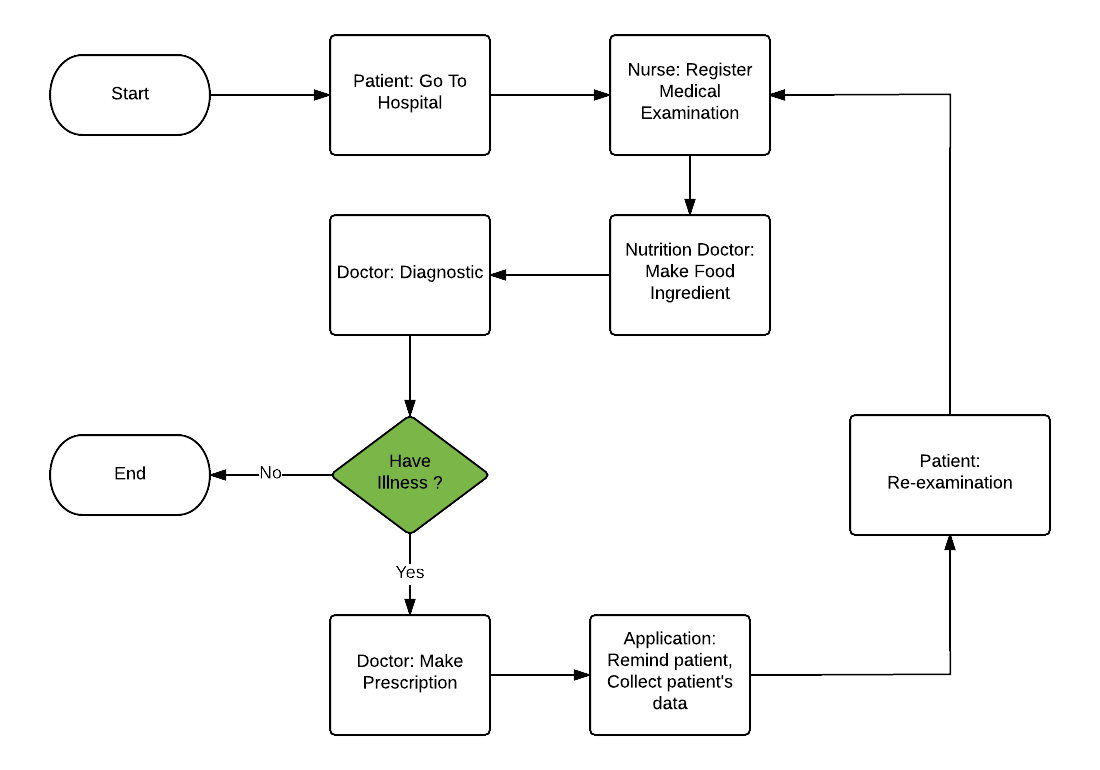 Start
Patient: Go To
Hospital
Nurse: Register
Medical
Examination
Doctor: Diagnostic
Nutrition Doctor:
Make Food
Ingredient
End
No
Have
Illness ?
Patient:
Re-examination
Yes
Doctor: Make
Prescription
Application:
Remind patient,
Collect patient's
data